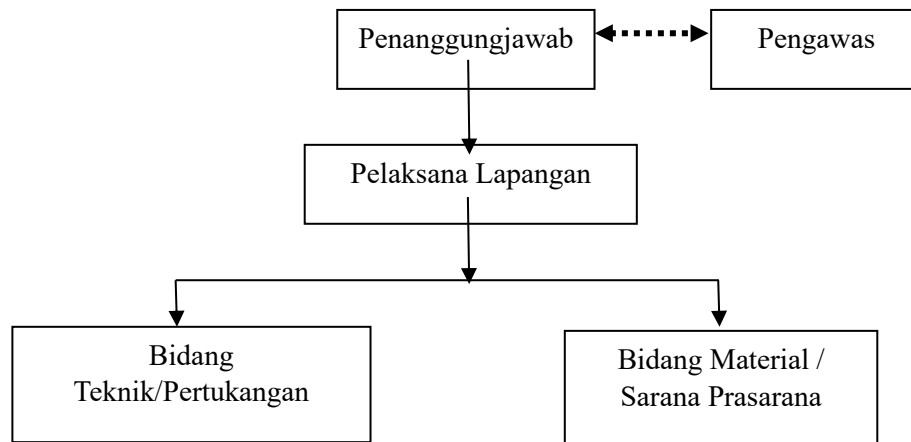 Penanggungjawab
Pengawas
Pelaksana Lapangan
Bidang
Teknik/Pertukangan
Bidang Material /
Sarana Prasarana